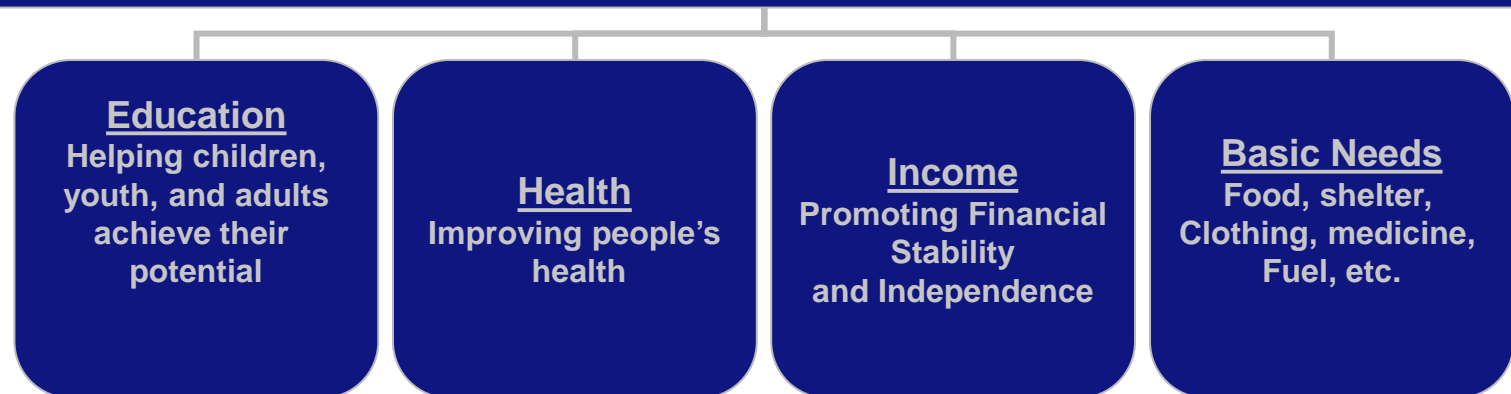 Education
Helping children,
youth, and adults
achieve their
potential
Health
Improving people’s
health
Income
Promoting Financial
Stability
and Independence
Basic Needs
Food, shelter,
Clothing, medicine,
Fuel, etc.